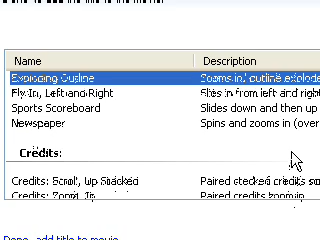 Name Description
Exploding Outline Zooms in, outline explode
Fly In, Left and Right Slides in from left and right
Sports Scoreboard Slides down and then up
Newspaper Spins and zooms in (over
Credits:
Credits: Scroll, Up Stacked Paired stacked credits sc
Credits: Zoom, In Paired credits zoom in
Done, add title to movie